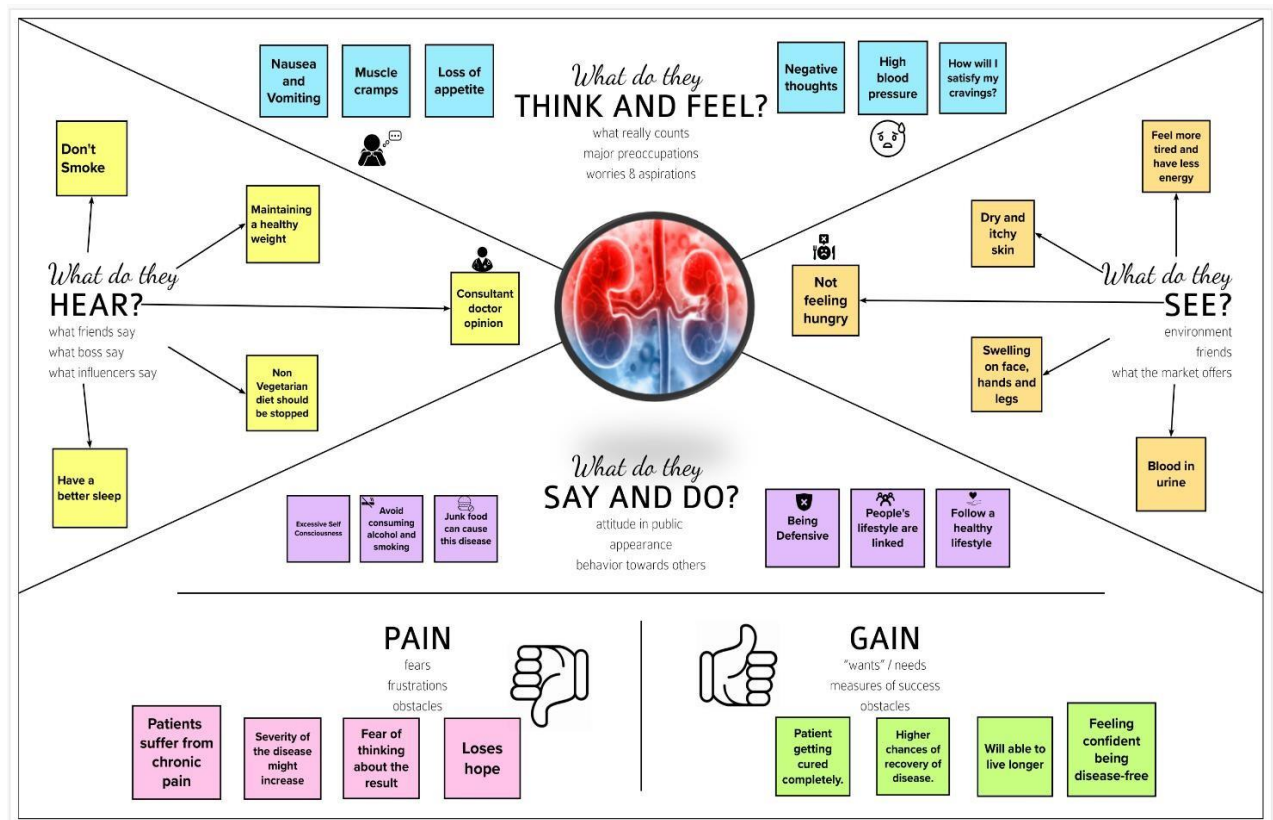 What do they
THINK AND FEEL?
what really counts
major preoccupations
worries & aspirations
Nausea
and
Vomiting
Muscle
cramps
Loss of
appetite
Negative
thoughts
High
blood
pressure
How will I
satisfy my
cravings?
What do they
HEAR?
what friends say
what boss say
what influencers say
Don't
Smoke
Maintaining
a healthy
weight
Consultant
doctor
opinion
Non
Vegetarian
diet should
be stopped
Have a
better sleep
What do they
SEE?
environment
friends
what the market offers
Feel more
tired and
have less
energy
Dry and
itchy
skin
Not
feeling
hungry
Swelling
on face,
hands and
legs
Blood in
urine
What do they
SAY AND DO?
attitude in public
appearance
behavior towards others
Excessive Self
Consciousness
Avoid
consuming
alcohol and
smoking
Junk food
can cause
this disease
Being
Defensive
People's
lifestyle are
linked
Follow a
healthy
lifestyle
PAIN
fears
frustrations
obstacles
Patients
suffer from
chronic
pain
Severity of
the disease
might
increase
Fear of
thinking
about the
result
Loses
hope
GAIN
"wants" / needs
measures of success
obstacles
Patient
getting
cured
completely.
Higher
chances of
recovery of
disease.
Will able to
live longer
Feeling
confident
being
disease-free